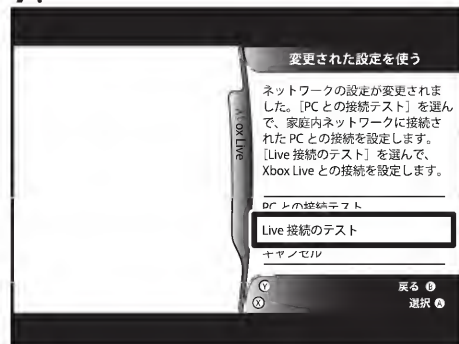 変更された設定を使う
ネットワークの設定が変更されま
した。[PC との接続テスト] を選ん
で、家庭内ネットワークに接続さ
れた PC との接続を設定します。
[Live 接続のテスト] を選んで、
Xbox Live との接続を設定します。
ox Live
PC との接続テスト
Live 接続のテスト
キャンセル
Ⓨ
戻る Ⓑ
Ⓧ
選択 Ⓐ